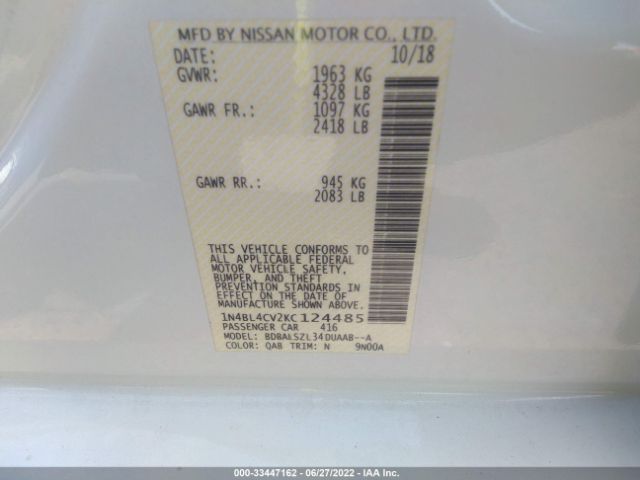 MFD BY NISSAN MOTOR CO., LTD.
DATE: 10/18
GVWR: 1963 KG
4328 LB
GAWR FR.: 1097 KG
2418 LB
GAWR RR.: 945 KG
2083 LB
THIS VEHICLE CONFORMS TO
ALL APPLICABLE FEDERAL
MOTOR VEHICLE SAFETY,
BUMPER, AND THEFT
PREVENTION STANDARDS IN
EFFECT ON THE DATE OF
MANUFACTURE SHOWN ABOVE.
1N4BL4CV2KC124485
PASSENGER CAR 416
MODEL: BDBALSZL34DUAAB--A
COLOR: QAB TRIM: N 9N00A
000-33447162 - 06/27/2022 - IAA Inc.